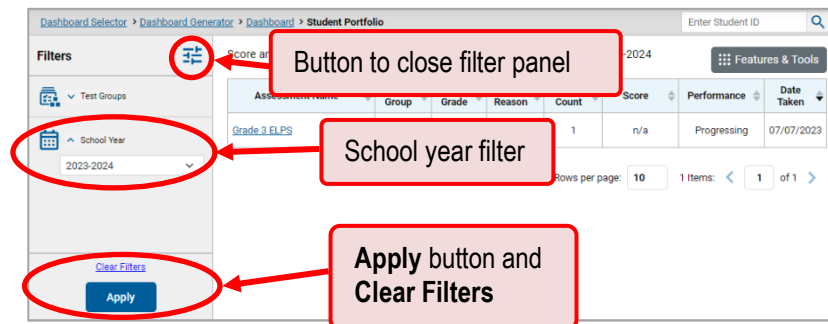 Dashboard Selector > Dashboard Generator > Dashboard > Student Portfolio
Enter Student ID
Filters
Score an
-2024
Features & Tools
Button to close filter panel
Test Groups
Assessment Name
Group
Grade
Reason
Count
Score
Performance
Date
Taken
Grade 3 ELPS
1
n/a
Progressing
07/07/2023
School Year
2023-2024
School year filter
Rows per page: 10
1 Items: < 1 of 1 >
Clear Filters
Apply
Apply button and
Clear Filters